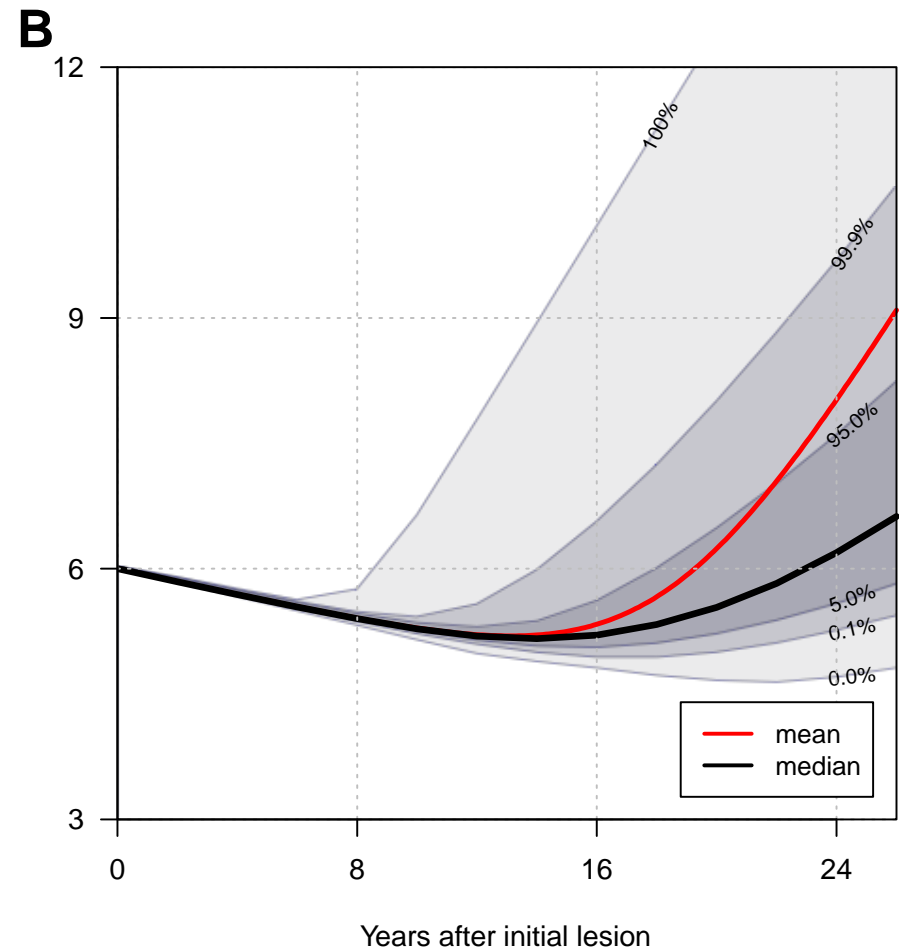 B
12
9
6
3
100%
99.9%
95.0%
5.0%
0.1%
0.0%
mean
median
0 8 16 24
Years after initial lesion